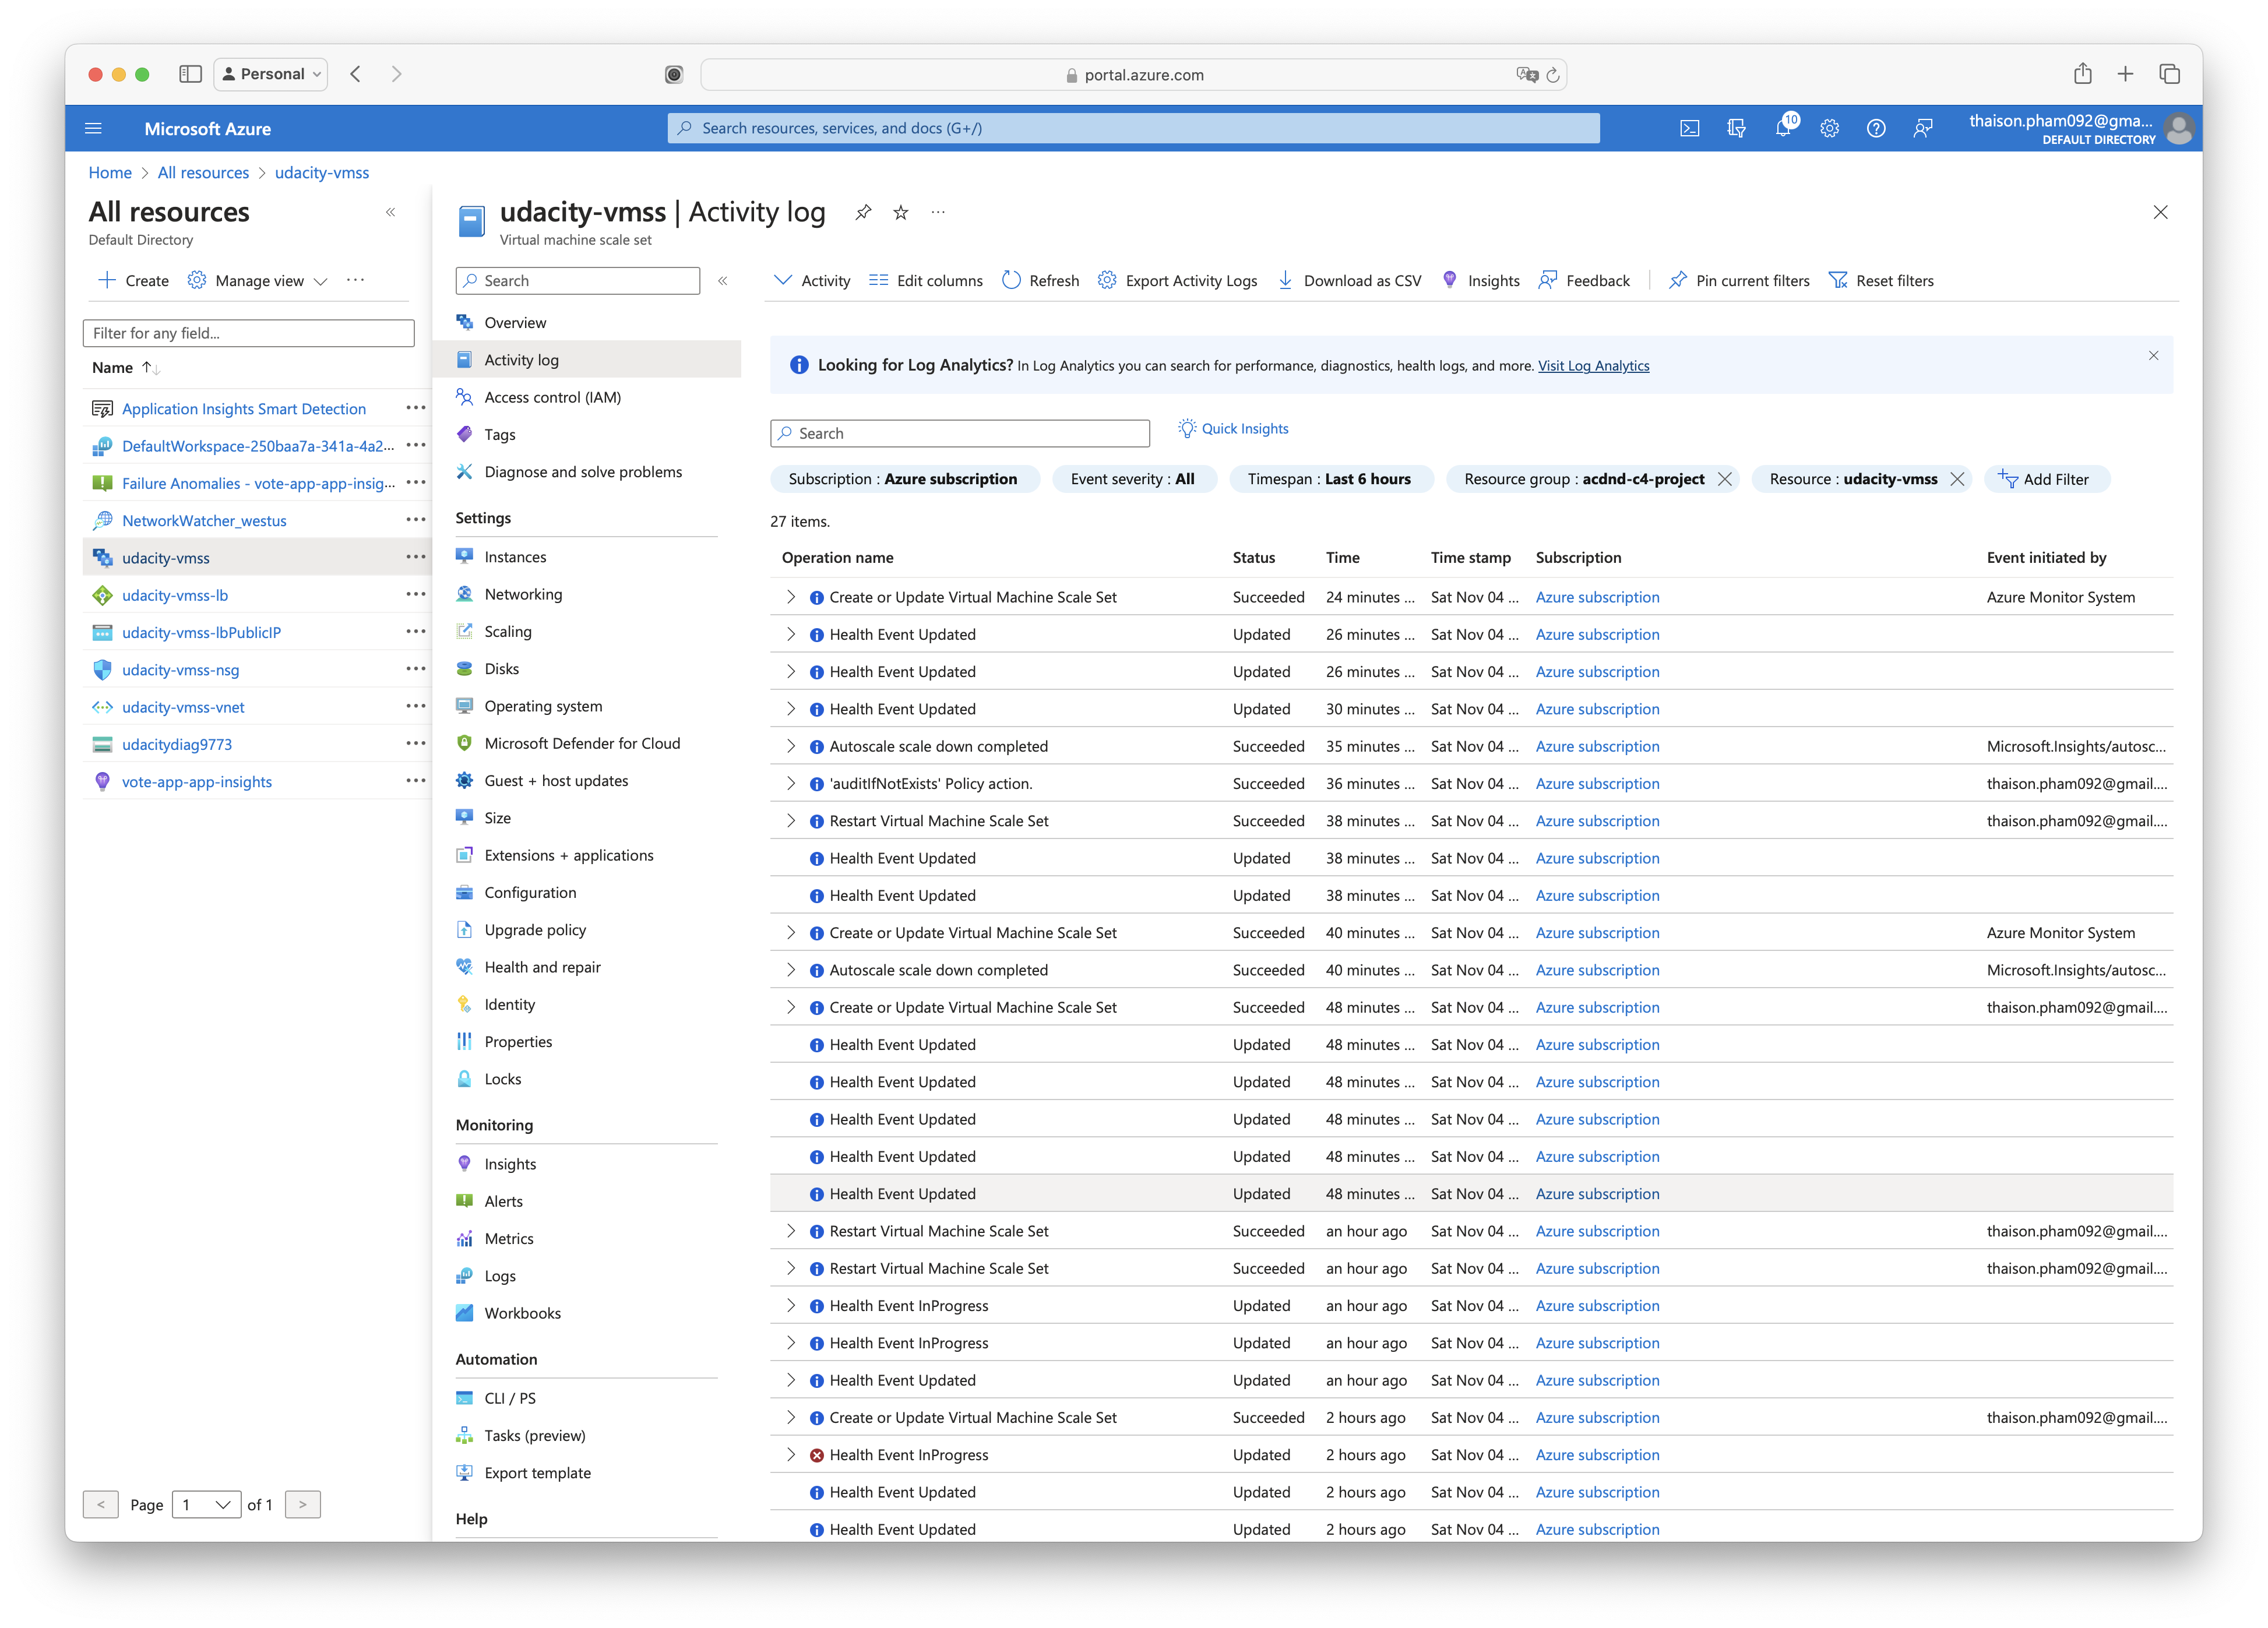 Personal
portal.azure.com
Microsoft Azure
Search resources, services, and docs (G+/)
10
thaison.pham092@gma...
DEFAULT DIRECTORY
Home > All resources > udacity-vmss
All resources
Default Directory
Create
Manage view
Filter for any field...
Name
Application Insights Smart Detection
DefaultWorkspace-250baa7a-341a-4a2...
Failure Anomalies - vote-app-app-insig...
NetworkWatcher_westus
udacity-vmss
udacity-vmss-lb
udacity-vmss-lbPublicIP
udacity-vmss-nsg
udacity-vmss-vnet
udacitydiag9773
vote-app-app-insights
< Page 1 of 1 >
udacity-vmss | Activity log
Virtual machine scale set
Search
Overview
Activity log
Access control (IAM)
Tags
Diagnose and solve problems
Settings
Instances
Networking
Scaling
Disks
Operating system
Microsoft Defender for Cloud
Guest + host updates
Size
Extensions + applications
Configuration
Upgrade policy
Health and repair
Identity
Properties
Locks
Monitoring
Insights
Alerts
Metrics
Logs
Workbooks
Automation
CLI / PS
Tasks (preview)
Export template
Help
Activity Edit columns Refresh Export Activity Logs Download as CSV Insights Feedback Pin current filters Reset filters
Looking for Log Analytics? In Log Analytics you can search for performance, diagnostics, health logs, and more. Visit Log Analytics
Search
Quick Insights
Subscription : Azure subscription Event severity : All Timespan : Last 6 hours Resource group : acdnd-c4-project Resource : udacity-vmss Add Filter
27 items.
Operation name Status Time Time stamp Subscription Event initiated by
Create or Update Virtual Machine Scale Set Succeeded 24 minutes ... Sat Nov 04 ... Azure subscription Azure Monitor System
Health Event Updated Updated 26 minutes ... Sat Nov 04 ... Azure subscription
Health Event Updated Updated 26 minutes ... Sat Nov 04 ... Azure subscription
Health Event Updated Updated 30 minutes ... Sat Nov 04 ... Azure subscription
Autoscale scale down completed Succeeded 35 minutes ... Sat Nov 04 ... Azure subscription Microsoft.Insights/autosc...
'auditIfNotExists' Policy action. Succeeded 36 minutes ... Sat Nov 04 ... Azure subscription thaison.pham092@gmail....
Restart Virtual Machine Scale Set Succeeded 38 minutes ... Sat Nov 04 ... Azure subscription thaison.pham092@gmail....
Health Event Updated Updated 38 minutes ... Sat Nov 04 ... Azure subscription
Health Event Updated Updated 38 minutes ... Sat Nov 04 ... Azure subscription
Create or Update Virtual Machine Scale Set Succeeded 40 minutes ... Sat Nov 04 ... Azure subscription Azure Monitor System
Autoscale scale down completed Succeeded 40 minutes ... Sat Nov 04 ... Azure subscription Microsoft.Insights/autosc...
Create or Update Virtual Machine Scale Set Succeeded 48 minutes ... Sat Nov 04 ... Azure subscription thaison.pham092@gmail....
Health Event Updated Updated 48 minutes ... Sat Nov 04 ... Azure subscription
Health Event Updated Updated 48 minutes ... Sat Nov 04 ... Azure subscription
Health Event Updated Updated 48 minutes ... Sat Nov 04 ... Azure subscription
Health Event Updated Updated 48 minutes ... Sat Nov 04 ... Azure subscription
Health Event Updated Updated 48 minutes ... Sat Nov 04 ... Azure subscription
Restart Virtual Machine Scale Set Succeeded an hour ago Sat Nov 04 ... Azure subscription thaison.pham092@gmail....
Restart Virtual Machine Scale Set Succeeded an hour ago Sat Nov 04 ... Azure subscription thaison.pham092@gmail....
Health Event InProgress Updated an hour ago Sat Nov 04 ... Azure subscription
Health Event InProgress Updated an hour ago Sat Nov 04 ... Azure subscription
Health Event Updated Updated an hour ago Sat Nov 04 ... Azure subscription
Create or Update Virtual Machine Scale Set Succeeded 2 hours ago Sat Nov 04 ... Azure subscription thaison.pham092@gmail....
Health Event InProgress Updated 2 hours ago Sat Nov 04 ... Azure subscription
Health Event Updated Updated 2 hours ago Sat Nov 04 ... Azure subscription
Health Event Updated Updated 2 hours ago Sat Nov 04 ... Azure subscription